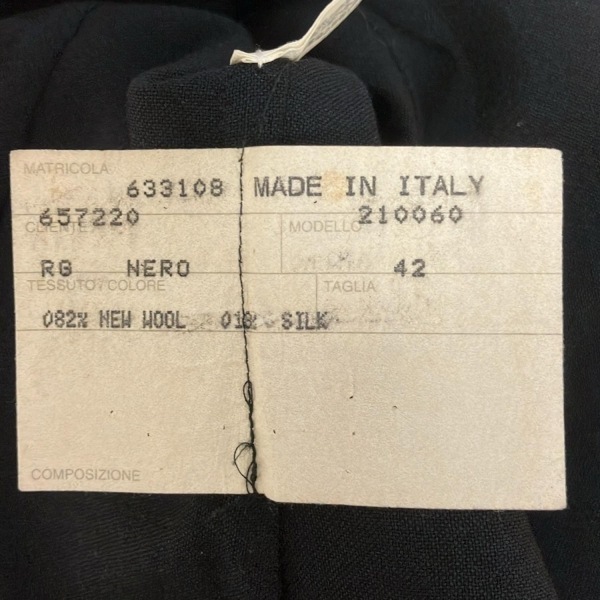 MATRICOLA
633108 MADE IN ITALY
657220 210060
CLIENTE MODELLO
RG NERO 42
TESSUTO / COLORE TAGLIA
082% NEW WOOL SILK
COMPOSIZIONE